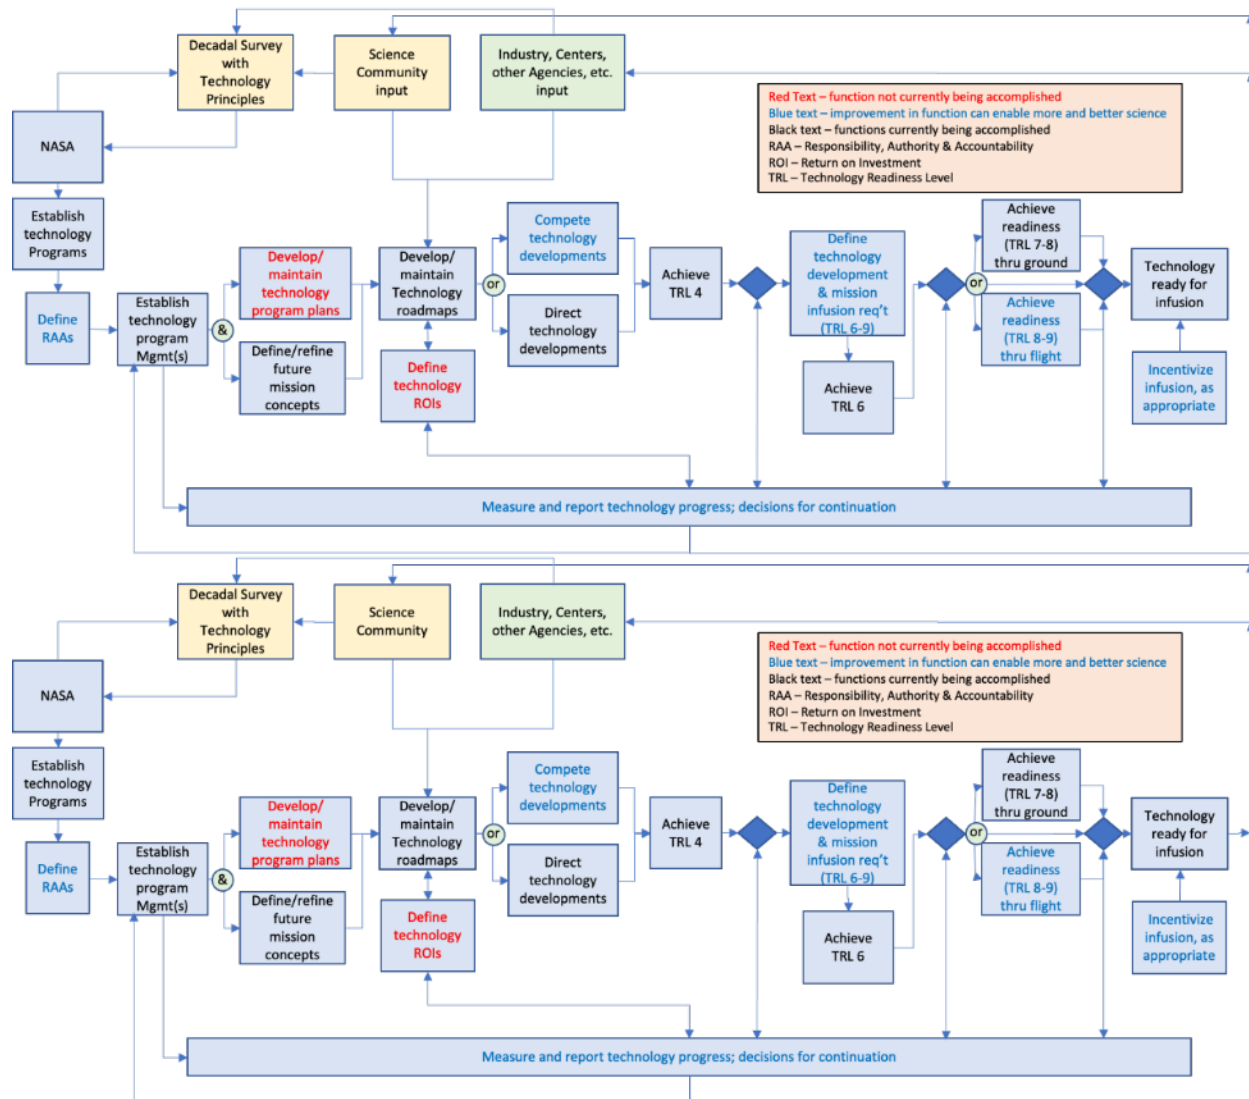 Decadal Survey
with
Technology
Principles
Science
Community
input
Industry, Centers,
other Agencies, etc.
input
Red Text – function not currently being accomplished
Blue text – improvement in function can enable more and better science
Black text – functions currently being accomplished
RAA – Responsibility, Authority & Accountability
ROI – Return on Investment
TRL – Technology Readiness Level
NASA
Establish
technology
Programs
Define
RAAs
Establish
technology
program
Mgmt(s)
&
Develop/
maintain
technology
program plans
Define/refine
future
mission
concepts
Develop/
maintain
Technology
roadmaps
Define
technology
ROIs
or
Compete
technology
developments
Direct
technology
developments
Achieve
TRL 4
Define
technology
development
& mission
infusion req't
(TRL 6-9)
Achieve
TRL 6
or
Achieve
readiness
(TRL 7-8)
thru ground
Achieve
readiness
(TRL 8-9)
thru flight
Technology
ready for
infusion
Incentivize
infusion, as
appropriate
Measure and report technology progress; decisions for continuation
Decadal Survey
with
Technology
Principles
Science
Community
Industry, Centers,
other Agencies, etc.
Red Text – function not currently being accomplished
Blue text – improvement in function can enable more and better science
Black text – functions currently being accomplished
RAA – Responsibility, Authority & Accountability
ROI – Return on Investment
TRL – Technology Readiness Level
NASA
Establish
technology
Programs
Define
RAAs
Establish
technology
program
Mgmt(s)
&
Develop/
maintain
technology
program plans
Define/refine
future
mission
concepts
Develop/
maintain
Technology
roadmaps
Define
technology
ROIs
or
Compete
technology
developments
Direct
technology
developments
Achieve
TRL 4
Define
technology
development
& mission
infusion req't
(TRL 6-9)
Achieve
TRL 6
or
Achieve
readiness
(TRL 7-8)
thru ground
Achieve
readiness
(TRL 8-9)
thru flight
Technology
ready for
infusion
Incentivize
infusion, as
appropriate
Measure and report technology progress; decisions for continuation